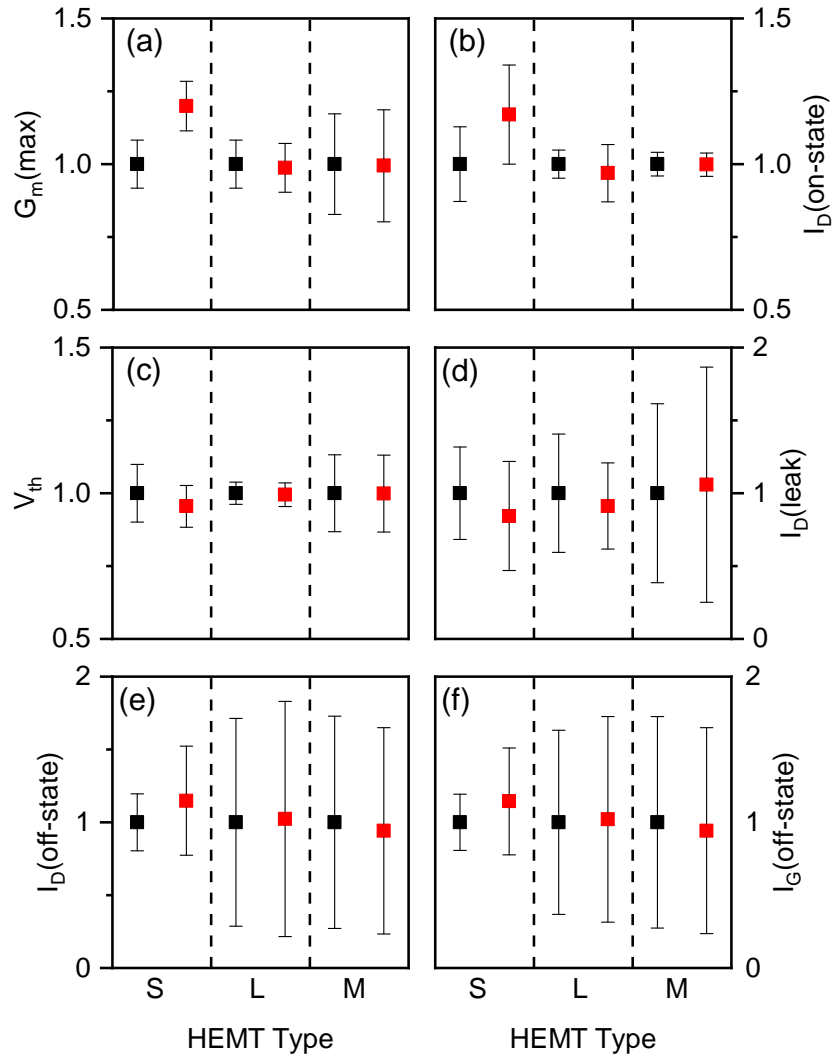 1.5
(a)
(b)
1.5
G_m(max)
1.0
1.0
I_D(on-state)
0.5
0.5
1.5
(c)
(d)
2
V_th
1.0
1
I_D(leak)
0.5
0
2
(e)
(f)
2
I_D(off-state)
1
1
I_G(off-state)
0
0
S L M S L M
HEMT Type HEMT Type